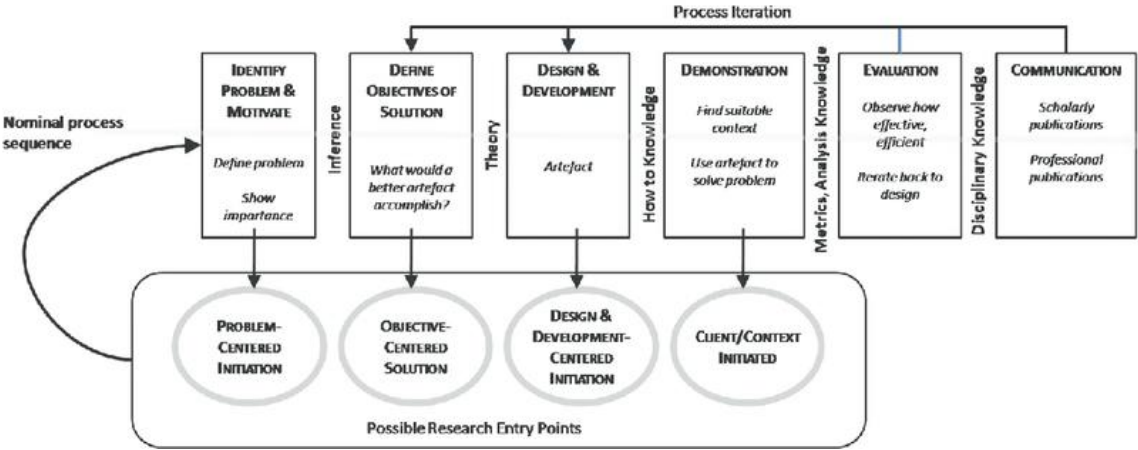 Process Iteration
Nominal process
sequence
IDENTIFY
PROBLEM &
MOTIVATE
Define problem
Show
importance
Inference
DEFINE
OBJECTIVES OF
SOLUTION
What would a
better artefact
accomplish?
Theory
DESIGN &
DEVELOPMENT
Artefact
How to Knowledge
DEMONSTRATION
Find suitable
context
Use artefact to
solve problem
Metrics, Analysis Knowledge
EVALUATION
Observe how
effective,
efficient
Iterate back to
design
Disciplinary Knowledge
COMMUNICATION
Scholarly
publications
Professional
publications
PROBLEM-
CENTERED
INITIATION
OBJECTIVE-
CENTERED
SOLUTION
DESIGN &
DEVELOPMENT-
CENTERED
INITIATION
CLIENT/CONTEXT
INITIATED
Possible Research Entry Points